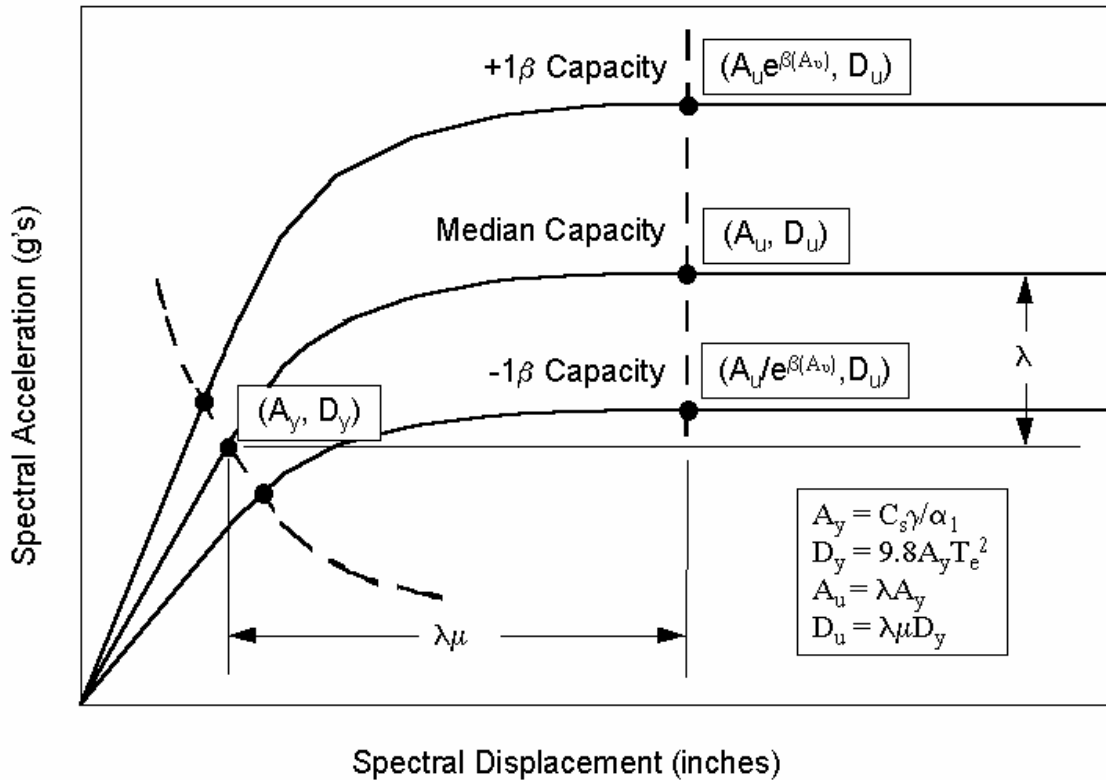 +1β Capacity
(A_u e^β(A_u), D_u)
Median Capacity
(A_u, D_u)
-1β Capacity
(A_u/e^β(A_u),D_u)
λ
(A_y, D_y)
A_y = C_sγ/α_1
D_y = 9.8A_yT_e^2
A_u = λA_y
D_u = λμD_y
λμ
Spectral Acceleration (g's)
Spectral Displacement (inches)